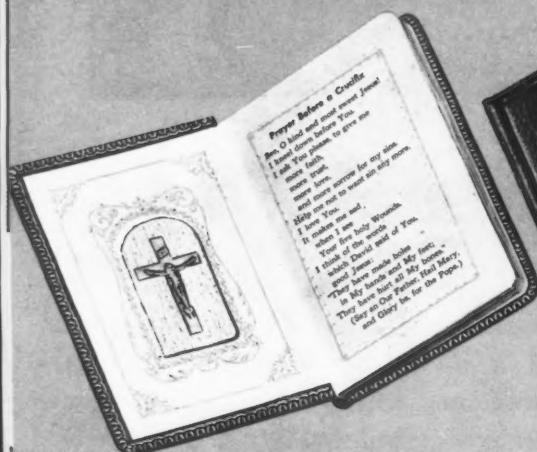 Prayer Before a Crucifix
See, O kind and most sweet Jesus!
I kneel down before You.
I ask You please, to give me
more faith,
more trust,
more love,
and more sorrow for my sins.
Help me not to want sin any more.
I love You.
It makes me sad,
when I see
Your five holy Wounds.
I think of the words
which David said of You,
good Jesus:
"They have made holes
in My hands and My feet;
They have hurt all My bones."
(Say an Our Father, Hail Mary,
and Glory be, for the Pope.)